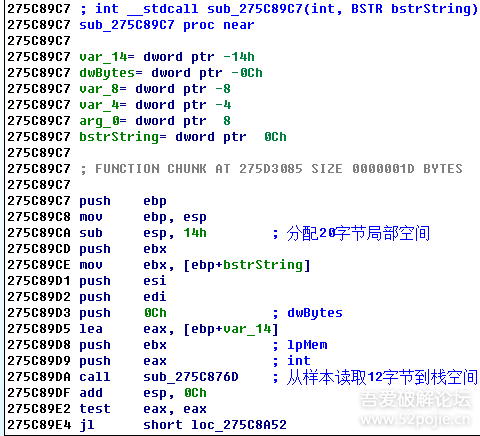 275C89C7 ; int __stdcall sub_275C89C7(int, BSTR bstrString)
275C89C7 sub_275C89C7 proc near
275C89C7
275C89C7 var_14= dword ptr -14h
275C89C7 dwBytes= dword ptr -0Ch
275C89C7 var_8= dword ptr -8
275C89C7 var_4= dword ptr -4
275C89C7 arg_0= dword ptr  8
275C89C7 bstrString= dword ptr  0Ch
275C89C7
275C89C7 ; FUNCTION CHUNK AT 275D3085 SIZE 0000001D BYTES
275C89C7
275C89C7 push    ebp
275C89C8 mov     ebp, esp
275C89CA sub     esp, 14h        ; 分配20字节局部空间
275C89CD push    ebx
275C89CE mov     ebx, [ebp+bstrString]
275C89D1 push    esi
275C89D2 push    edi
275C89D3 push    0Ch             ; dwBytes
275C89D5 lea     eax, [ebp+var_14]
275C89D8 push    ebx             ; lpMem
275C89D9 push    eax             ; int
275C89DA call    sub_275C876D    ; 从样本读取12字节到栈空间
275C89DF add     esp, 0Ch
275C89E2 test    eax, eax
275C89E4 jl      short loc_275C8A52
吾爱破解论坛
www.52pojie.cn